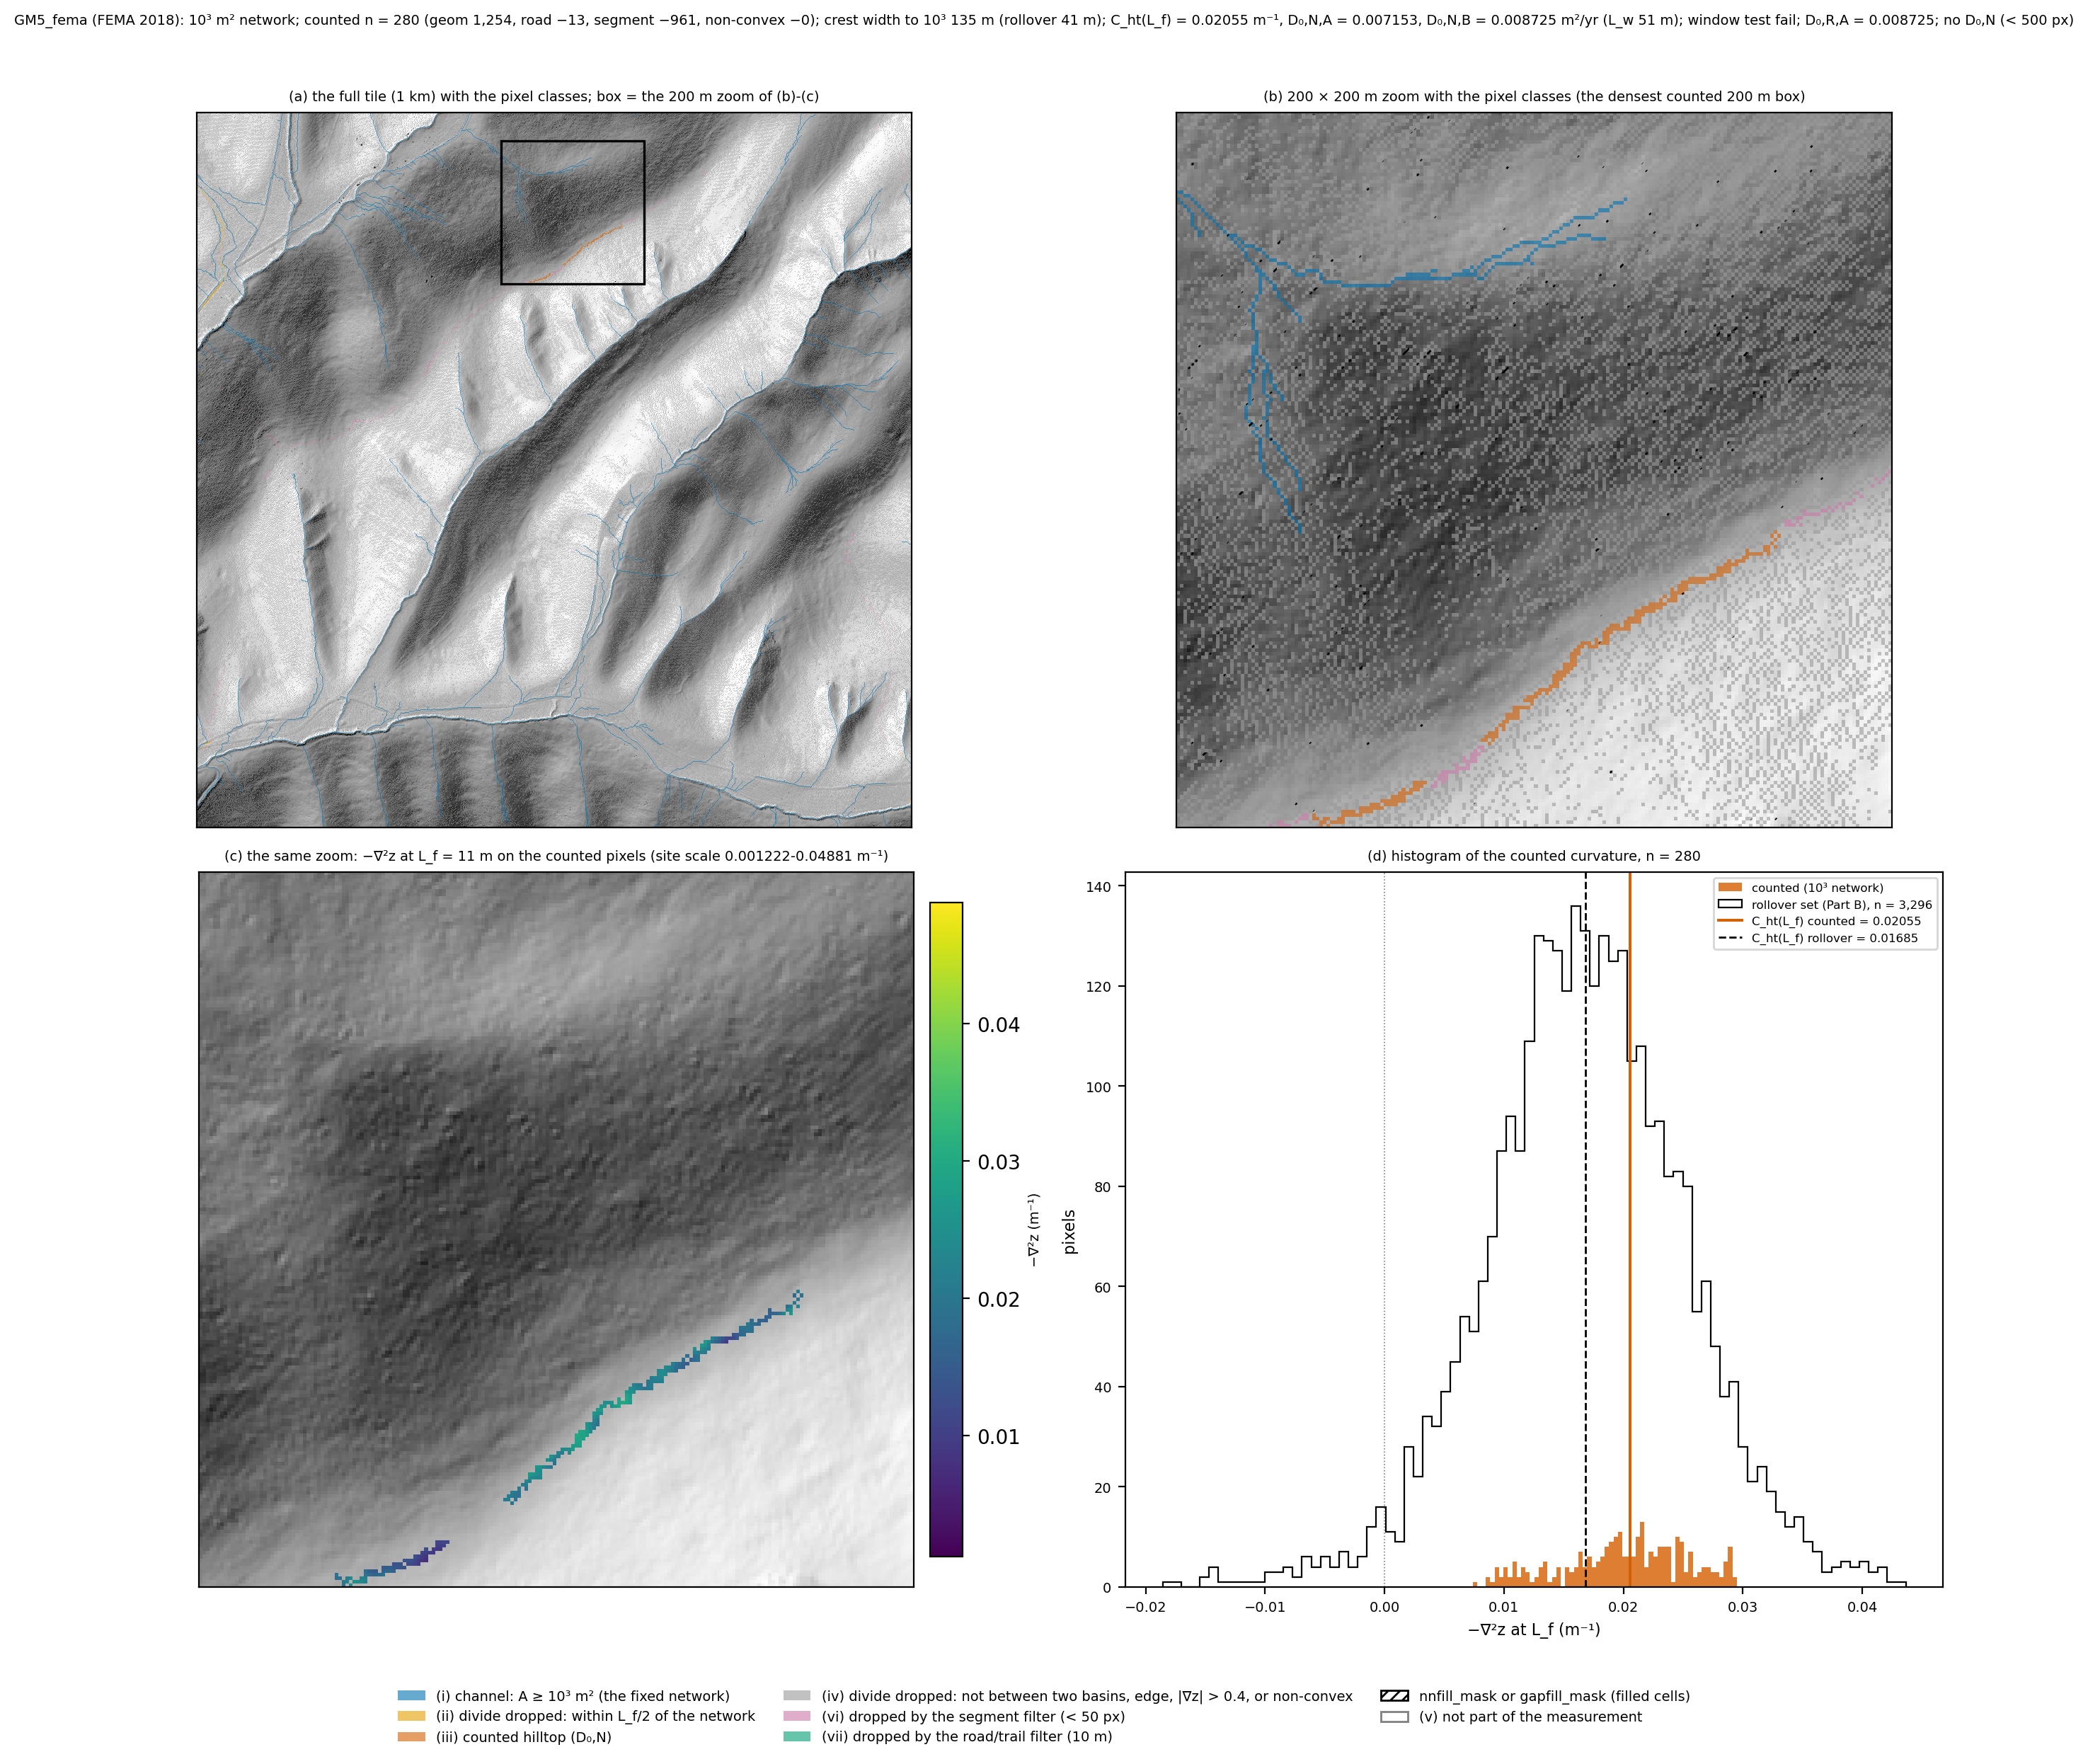 GM5_fema (FEMA 2018): 10³ m² network; counted n = 280 (geom 1,254, road −13, segment −961, non-convex −0); crest width to 10³ 135 m (rollover 41 m); C_ht(L_f) = 0.02055 m⁻¹, D₀,N,A = 0.007153, D₀,N,B = 0.008725 m²/yr (L_w 51 m); window test fail; D₀,R,A = 0.008725; no D₀,N (< 500 px)
(a) the full tile (1 km) with the pixel classes; box = the 200 m zoom of (b)-(c)
(b) 200 × 200 m zoom with the pixel classes (the densest counted 200 m box)
(c) the same zoom: −∇²z at L_f = 11 m on the counted pixels (site scale 0.001222-0.04881 m⁻¹)
0.04
0.03
0.02
0.01
−∇²z (m⁻¹)
(d) histogram of the counted curvature, n = 280
counted (10³ network)
rollover set (Part B), n = 3,296
C_ht(L_f) counted = 0.02055
C_ht(L_f) rollover = 0.01685
140
120
100
80
60
40
20
0
pixels
−0.02
−0.01
0.00
0.01
0.02
0.03
0.04
−∇²z at L_f (m⁻¹)
(i) channel: A ≥ 10³ m² (the fixed network)
(ii) divide dropped: within L_f/2 of the network
(iii) counted hilltop (D₀,N)
(iv) divide dropped: not between two basins, edge, |∇z| > 0.4, or non-convex
(vi) dropped by the segment filter (< 50 px)
(vii) dropped by the road/trail filter (10 m)
nnfill_mask or gapfill_mask (filled cells)
(v) not part of the measurement